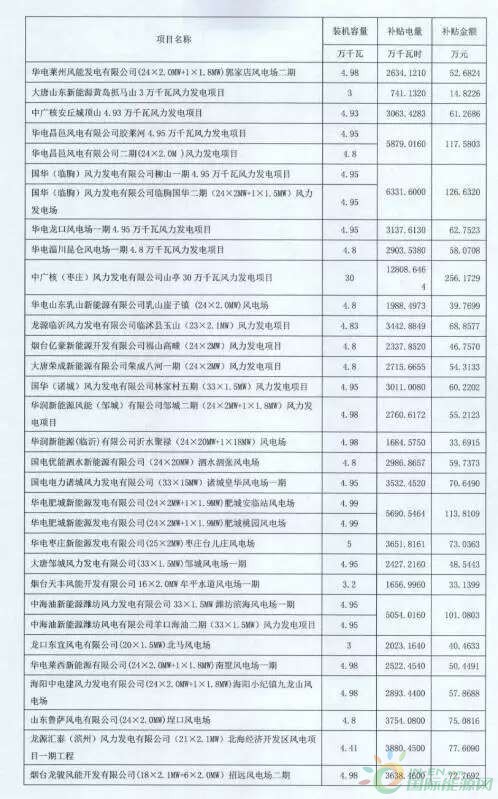 项目名称 装机容量 补贴电量 补贴金额
万千瓦 万千瓦时 万元
华电莱州风能发电有限公司(24×2.0MW+1×1.8MW)郭家店风电场二期 4.98 2634.1210 52.6824
大唐山东新能源黄岛抓马山3万千瓦风力发电项目 3 741.1320 14.8226
中广核安丘城顶山4.93万千瓦风力发电项目 4.93 3063.4283 61.2686
华电昌邑风电有限公司胶莱河4.95万千瓦风力发电项目 4.95 5879.0160 117.5803
华电昌邑风电有限公司二期(24×2.0M )风力发电项目 4.8
国华（临朐）风力发电有限公司柳山一期4.95万千瓦发电项目 4.95 6331.6000 126.6320
国华（临朐）风力发电有限公司临朐国华二期（24×2MW+1×1.5MW）风力
发电场 4.95
华电龙口风电场一期4.95万千瓦风力发电项目 4.95 3137.6130 62.7523
华电淄川昆仑风电场一期4.8万千瓦风力发电项目 4.8 2903.5380 58.0708
中广核（枣庄）风力发电有限公司山亭30万千瓦风力发电项目 30 12808.646
4 256.1729
华电山东乳山新能源有限公司乳山崖子镇（24×2.0MW)风电场 4.8 1988.4973 39.7699
龙源临沂风力发电有限公司临沭县玉山（23×2.1MW）风力发电项目 4.83 3442.8849 68.8577
烟台亿豪新能源开发有限公司福山高疃（24×2MW）风力发电项目 4.8 2337.8520 46.7570
大唐荣成新能源有限公司荣成八河一期（24×2MW）风力发电项目 4.8 2715.6655 54.3133
国华（诸城）风力发电有限公司林家村五期（33×1.5MW）风力发电项目 4.95 3011.0080 60.2202
华润新能源风能（邹城）有限公司邹城二期（24×2MW+1×1.8MW）风力发
电项目 4.98 2760.6172 55.2123
华润新能源(临沂)有限公司沂水聚禄（24×20MW+1×18MW）风电场 4.98 1684.5750 33.6915
国电优能泗水新能源有限公司（24×20MW）泗水泗张风电场 4.8 2986.8657 59.7373
国电电力诸城风力发电有限公司（33×15MW）诸城皇华风电场一期 4.95 3532.4520 70.6490
华电肥城新能源发电有限公司(24×2MW+1×1.9MW)肥城安临站风电场 4.99 5690.5464 113.8109
华电肥城新能源发电有限公司(24×2MW+1×1.9MW)肥城桃园风电场 4.99
华电枣庄新能源发电有限公司(25×2MW)枣庄台儿庄风电场 5 3651.8161 73.0363
大唐邹城风力发电有限公司(33×1.5MW)邹城风电场一期 4.95 2427.2160 48.5443
烟台天丰风能开发有限公司16×2.0MW牟平水道风电场一期 3.2 1656.9960 33.1399
中海油新能源潍坊风力发电有限公司33×1.5MW潍坊滨海风电场一期 4.95 5054.0160 101.0803
中海油新能源潍坊风电有限公司羊口海油二期（33×1.5MW）风力发电项目 4.95
龙口东宜风电有限公司(20×1.5MW)北马风电场 3 2023.1640 40.4633
华电莱西新能源有限公司(24×2.0MW+1×1.8MW)南墅风电场一期 4.98 2522.4540 50.4491
海阳中电建风力发电有限公司(24×2.0MW+1×1.8MW)海阳小纪镇九龙山风
电场 4.98 2893.4400 57.8688
山东鲁萨风电有限公司(24×2.0MW)埕口风电场 4.8 3754.0800 75.0816
龙源汇泰（滨州）风力发电有限公司（21×2.1MW）北海经济开发区风电项
目一期工程 4.41 3880.4500 77.6090
烟台龙骏风能开发有限公司(18×2.1MW+6×2.0MW）招远风电场二期 4.98 3638.4600 72.7692
IN-EN.COM
国际能源网